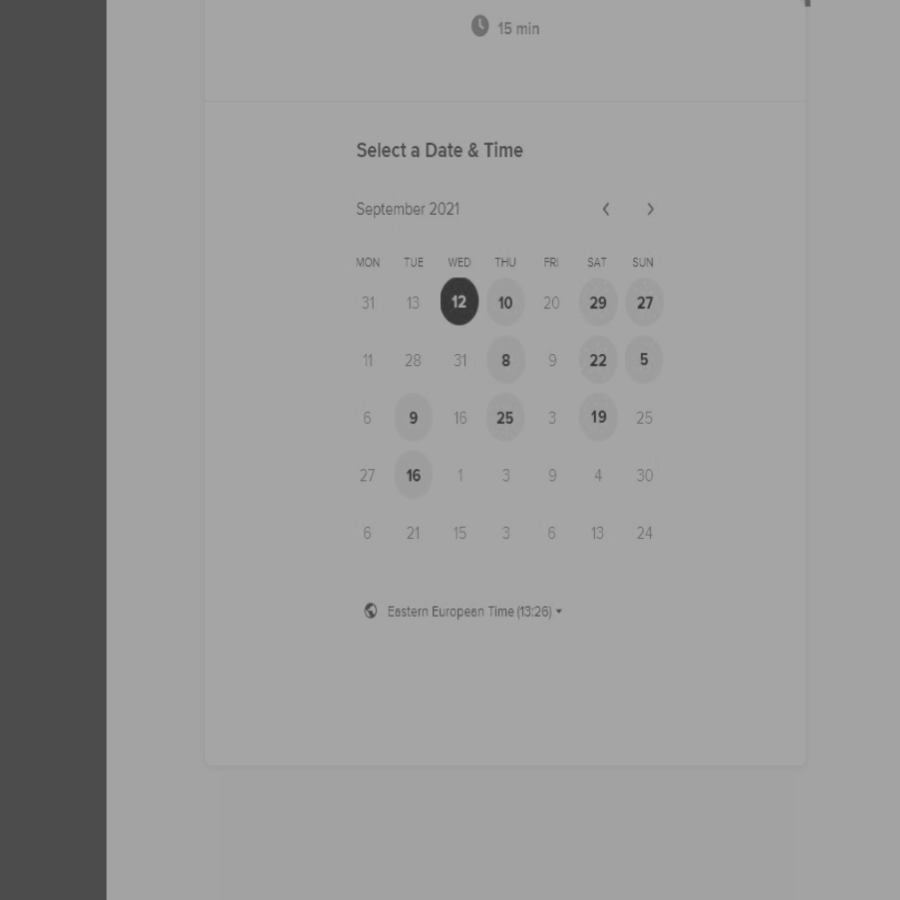 15 min
Select a Date & Time
September 2021
MON TUE WED THU FRI SAT SUN
31 13 12 10 20 29 27
11 28 31 8 9 22 5
6 9 16 25 3 19 25
27 16 1 3 9 4 30
6 21 15 3 6 13 24
Eastern European Time (13:26)